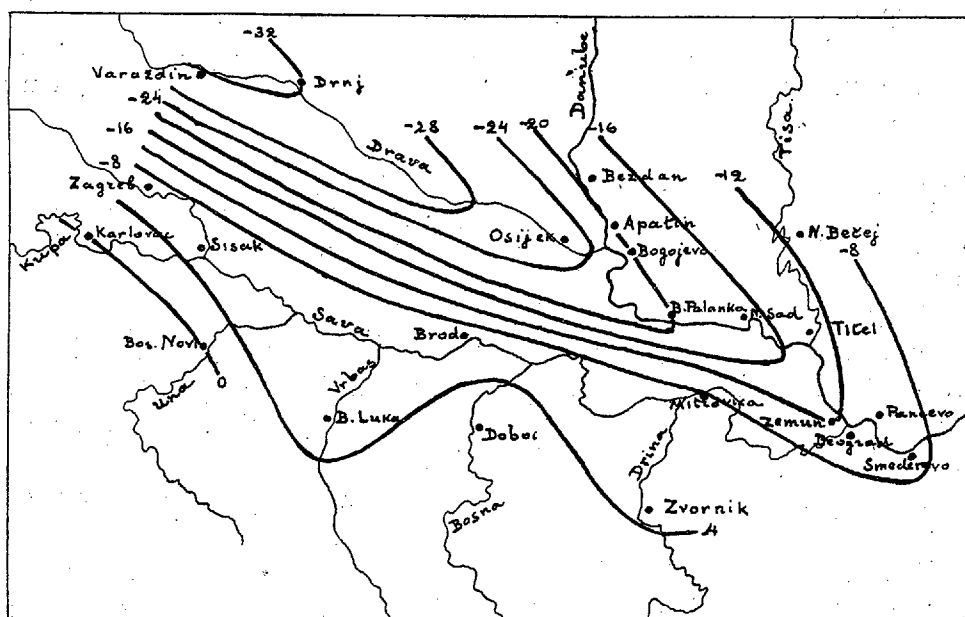 -32
Varaždin
Drnj
-24
-28
-24
-20
-16
-12
-8
-16
-8
Drava
Danube
Tisa
Zagreb
Bezdan
Apatin
N. Bečej
Osijek
Bogojevo
Karlovac
Kupa
Sisak
B. Palanka
N. Sad
Titel
Sava
Brod
Bos. Novi
0
Una
Vrbas
B. Luka
Doboj
Mitrovica
Zemun
Beograd
Pančevo
Smederevo
Drina
Bosna
Zvornik